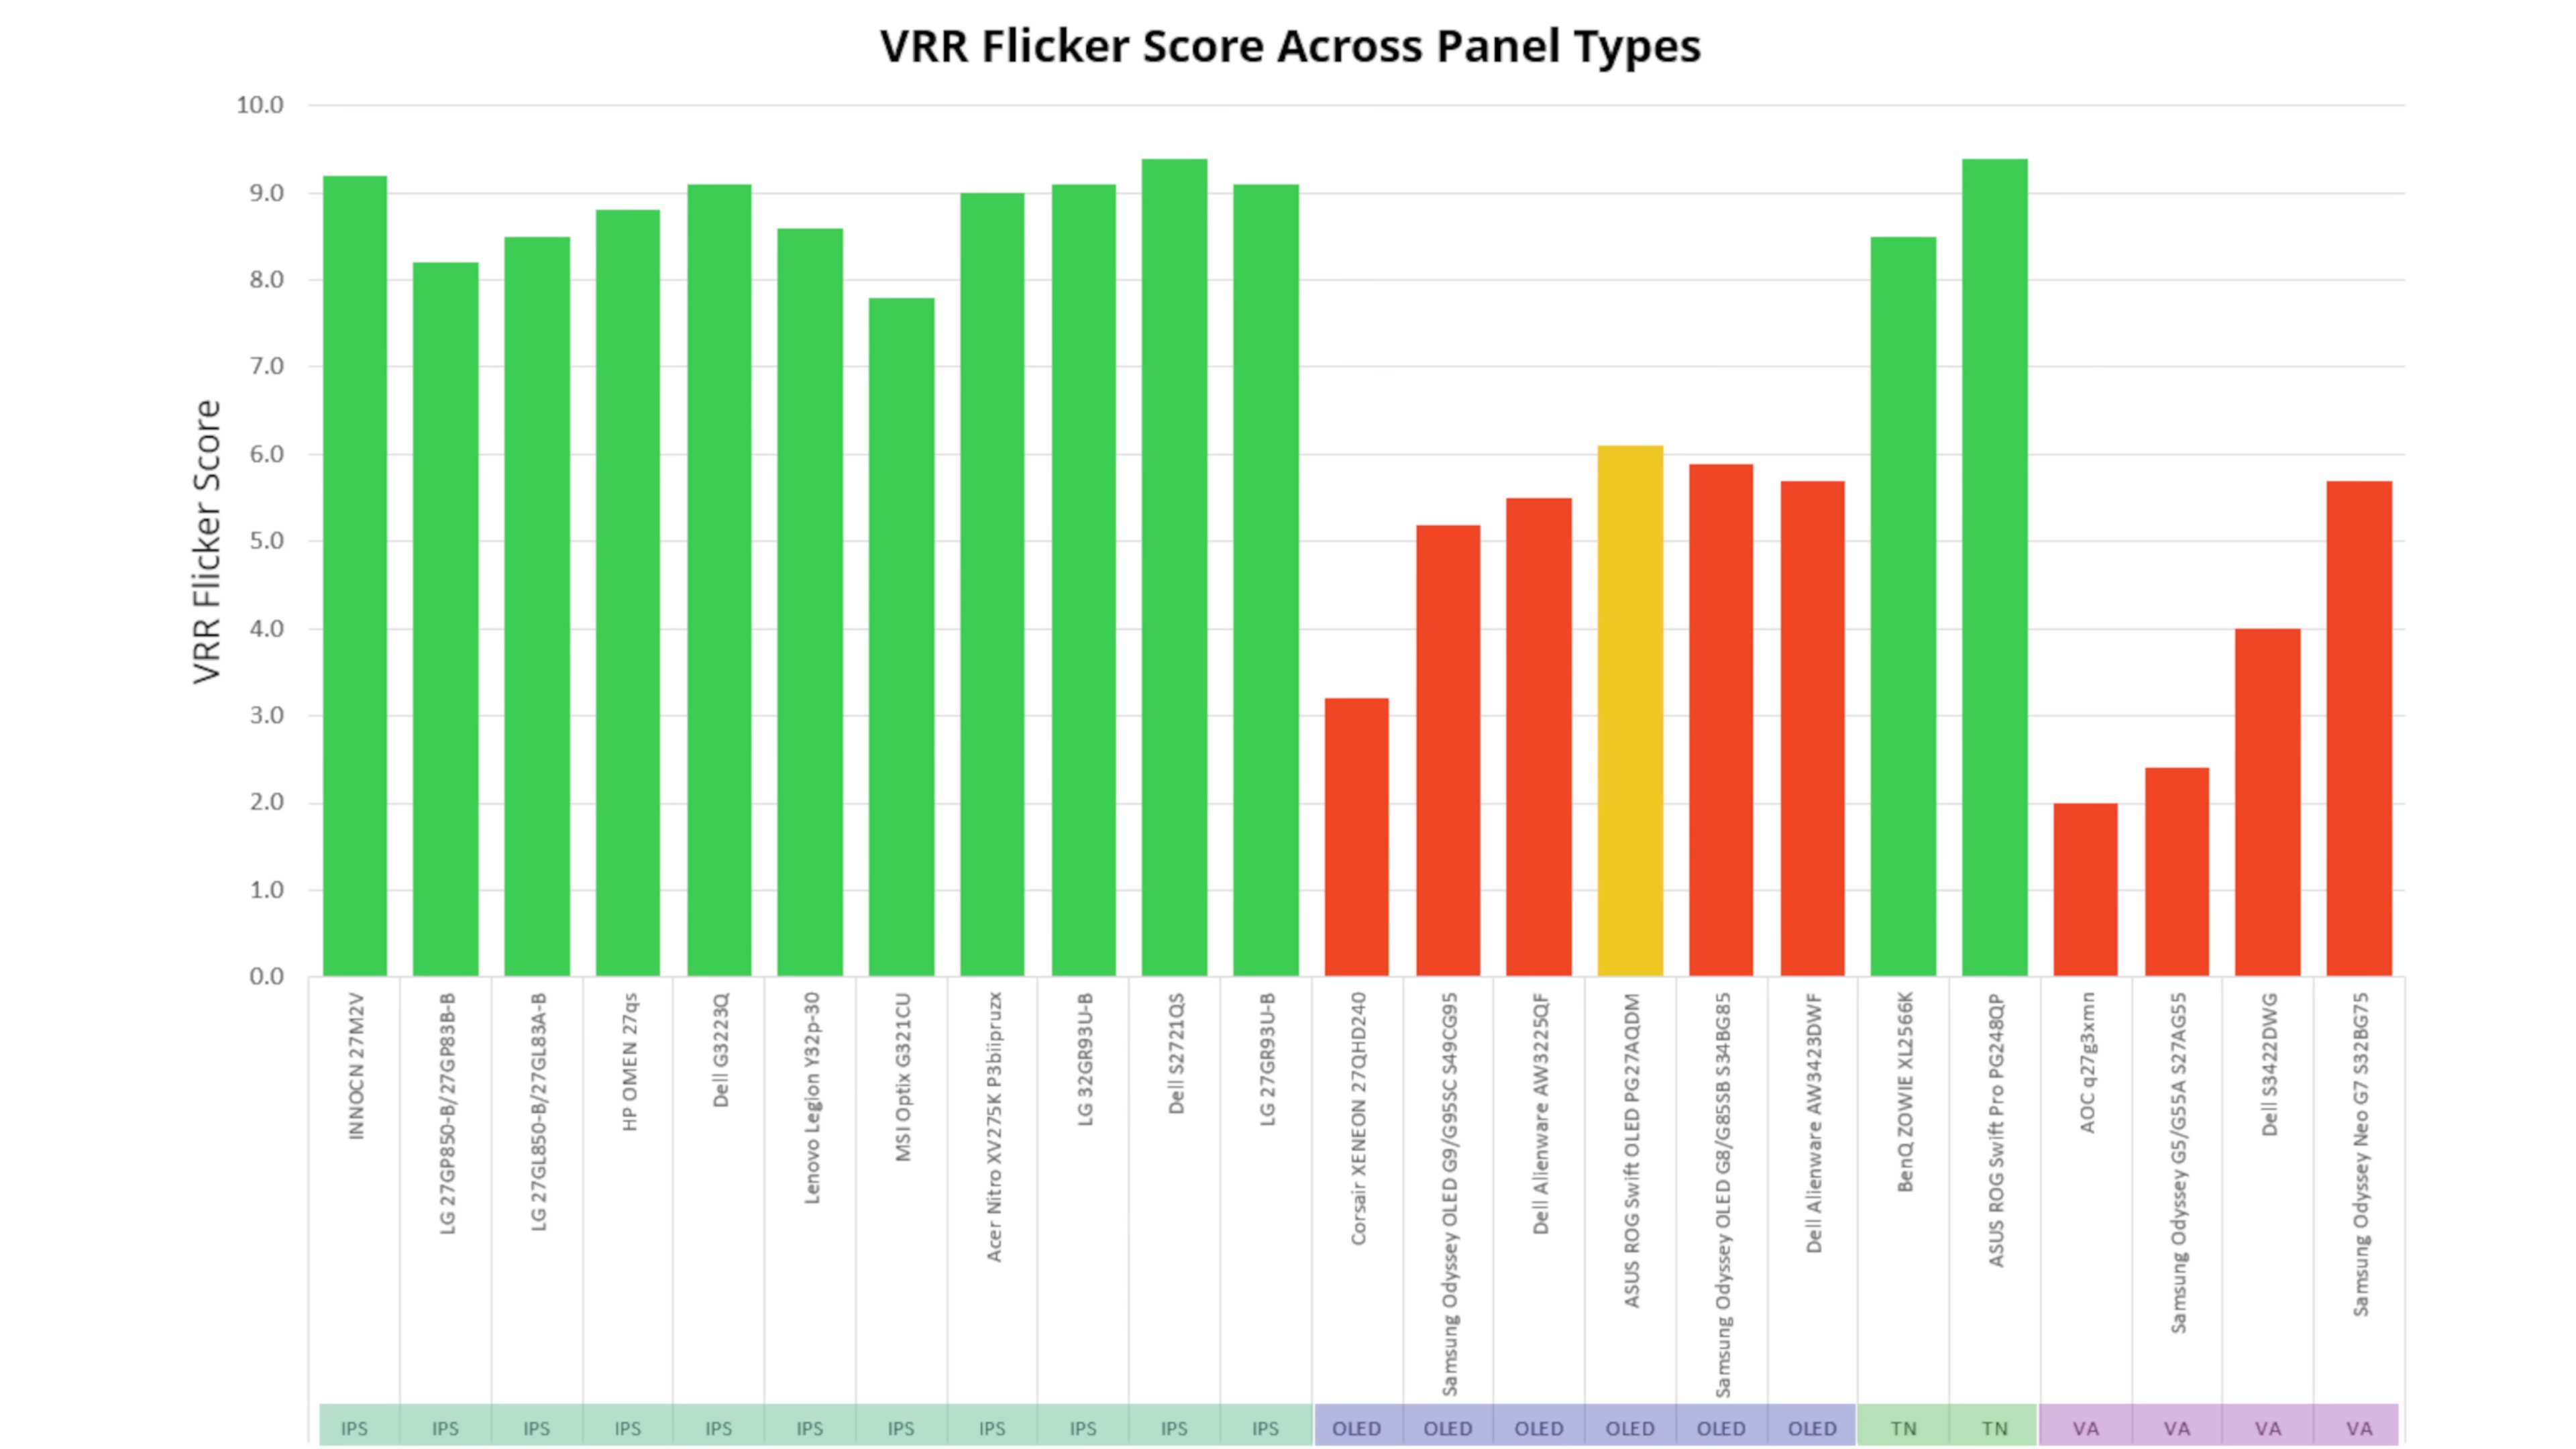 VRR Flicker Score Across Panel Types
VRR Flicker Score
10.0
9.0
8.0
7.0
6.0
5.0
4.0
3.0
2.0
1.0
0.0
INNOCN 27M2V
LG 27GP850-B/27GP83B-B
LG 27GL850-B/27GL83A-B
HP OMEN 27qs
Dell G3223Q
Lenovo Legion Y32p-30
MSI Optix G321CU
Acer Nitro XV275K P3biipruzx
LG 32GR93U-B
Dell S2721QS
LG 27GR93U-B
Corsair XENEON 27QHD240
Samsung Odyssey OLED G9/G95SC S49CG95
Dell Alienware AW3225QF
ASUS ROG Swift OLED PG27AQDM
Samsung Odyssey OLED G8/G85SB S34BG85
Dell Alienware AW3423DWF
BenQ ZOWIE XL2566K
ASUS ROG Swift Pro PG248QP
AOC q27g3xmn
Samsung Odyssey G5/G55A S27AG55
Dell S3422DWG
Samsung Odyssey Neo G7 S32BG75
IPS IPS IPS IPS IPS IPS IPS IPS IPS IPS IPS OLED OLED OLED OLED OLED OLED TN TN VA VA VA VA